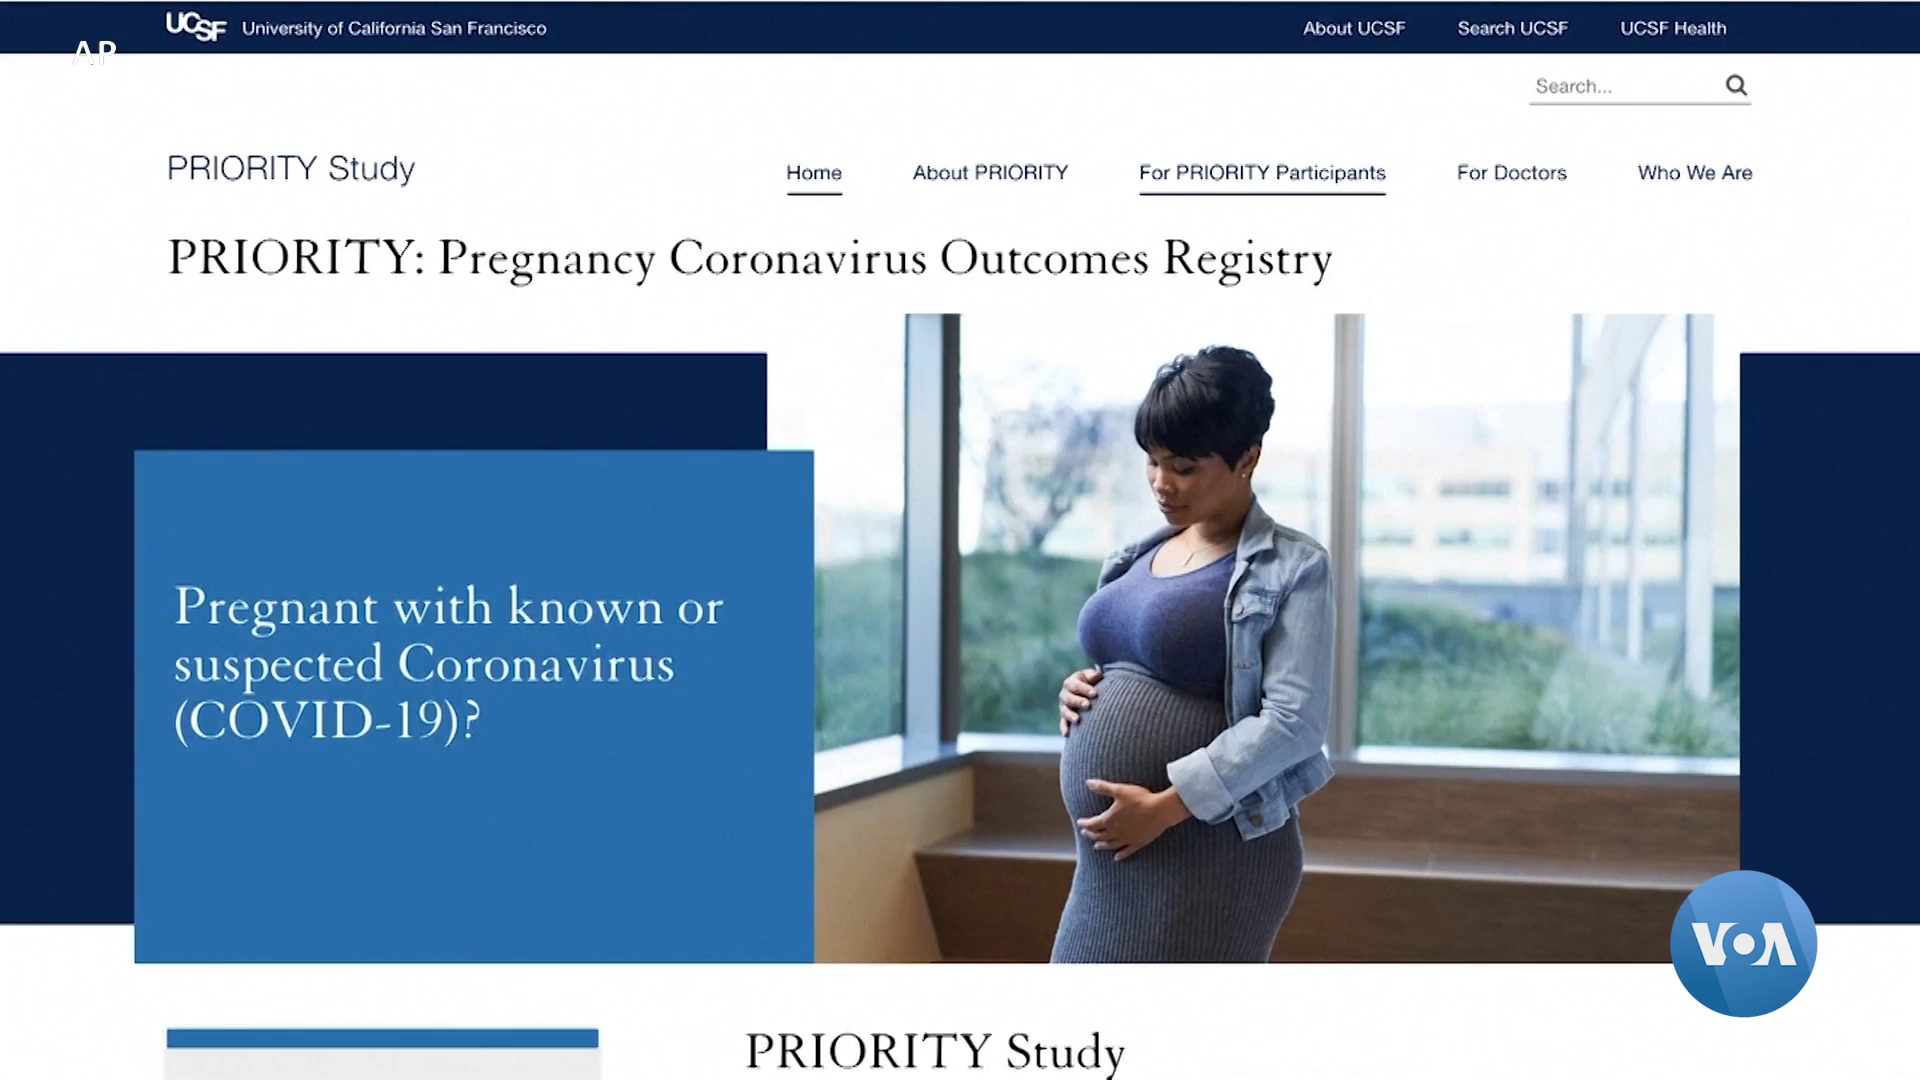 UCSF University of California San Francisco About UCSF Search UCSF UCSF Health
AP
Search...
PRIORITY Study Home About PRIORITY For PRIORITY Participants For Doctors Who We Are
PRIORITY: Pregnancy Coronavirus Outcomes Registry
Pregnant with known or
suspected Coronavirus
(COVID-19)?
VOA
PRIORITY Study